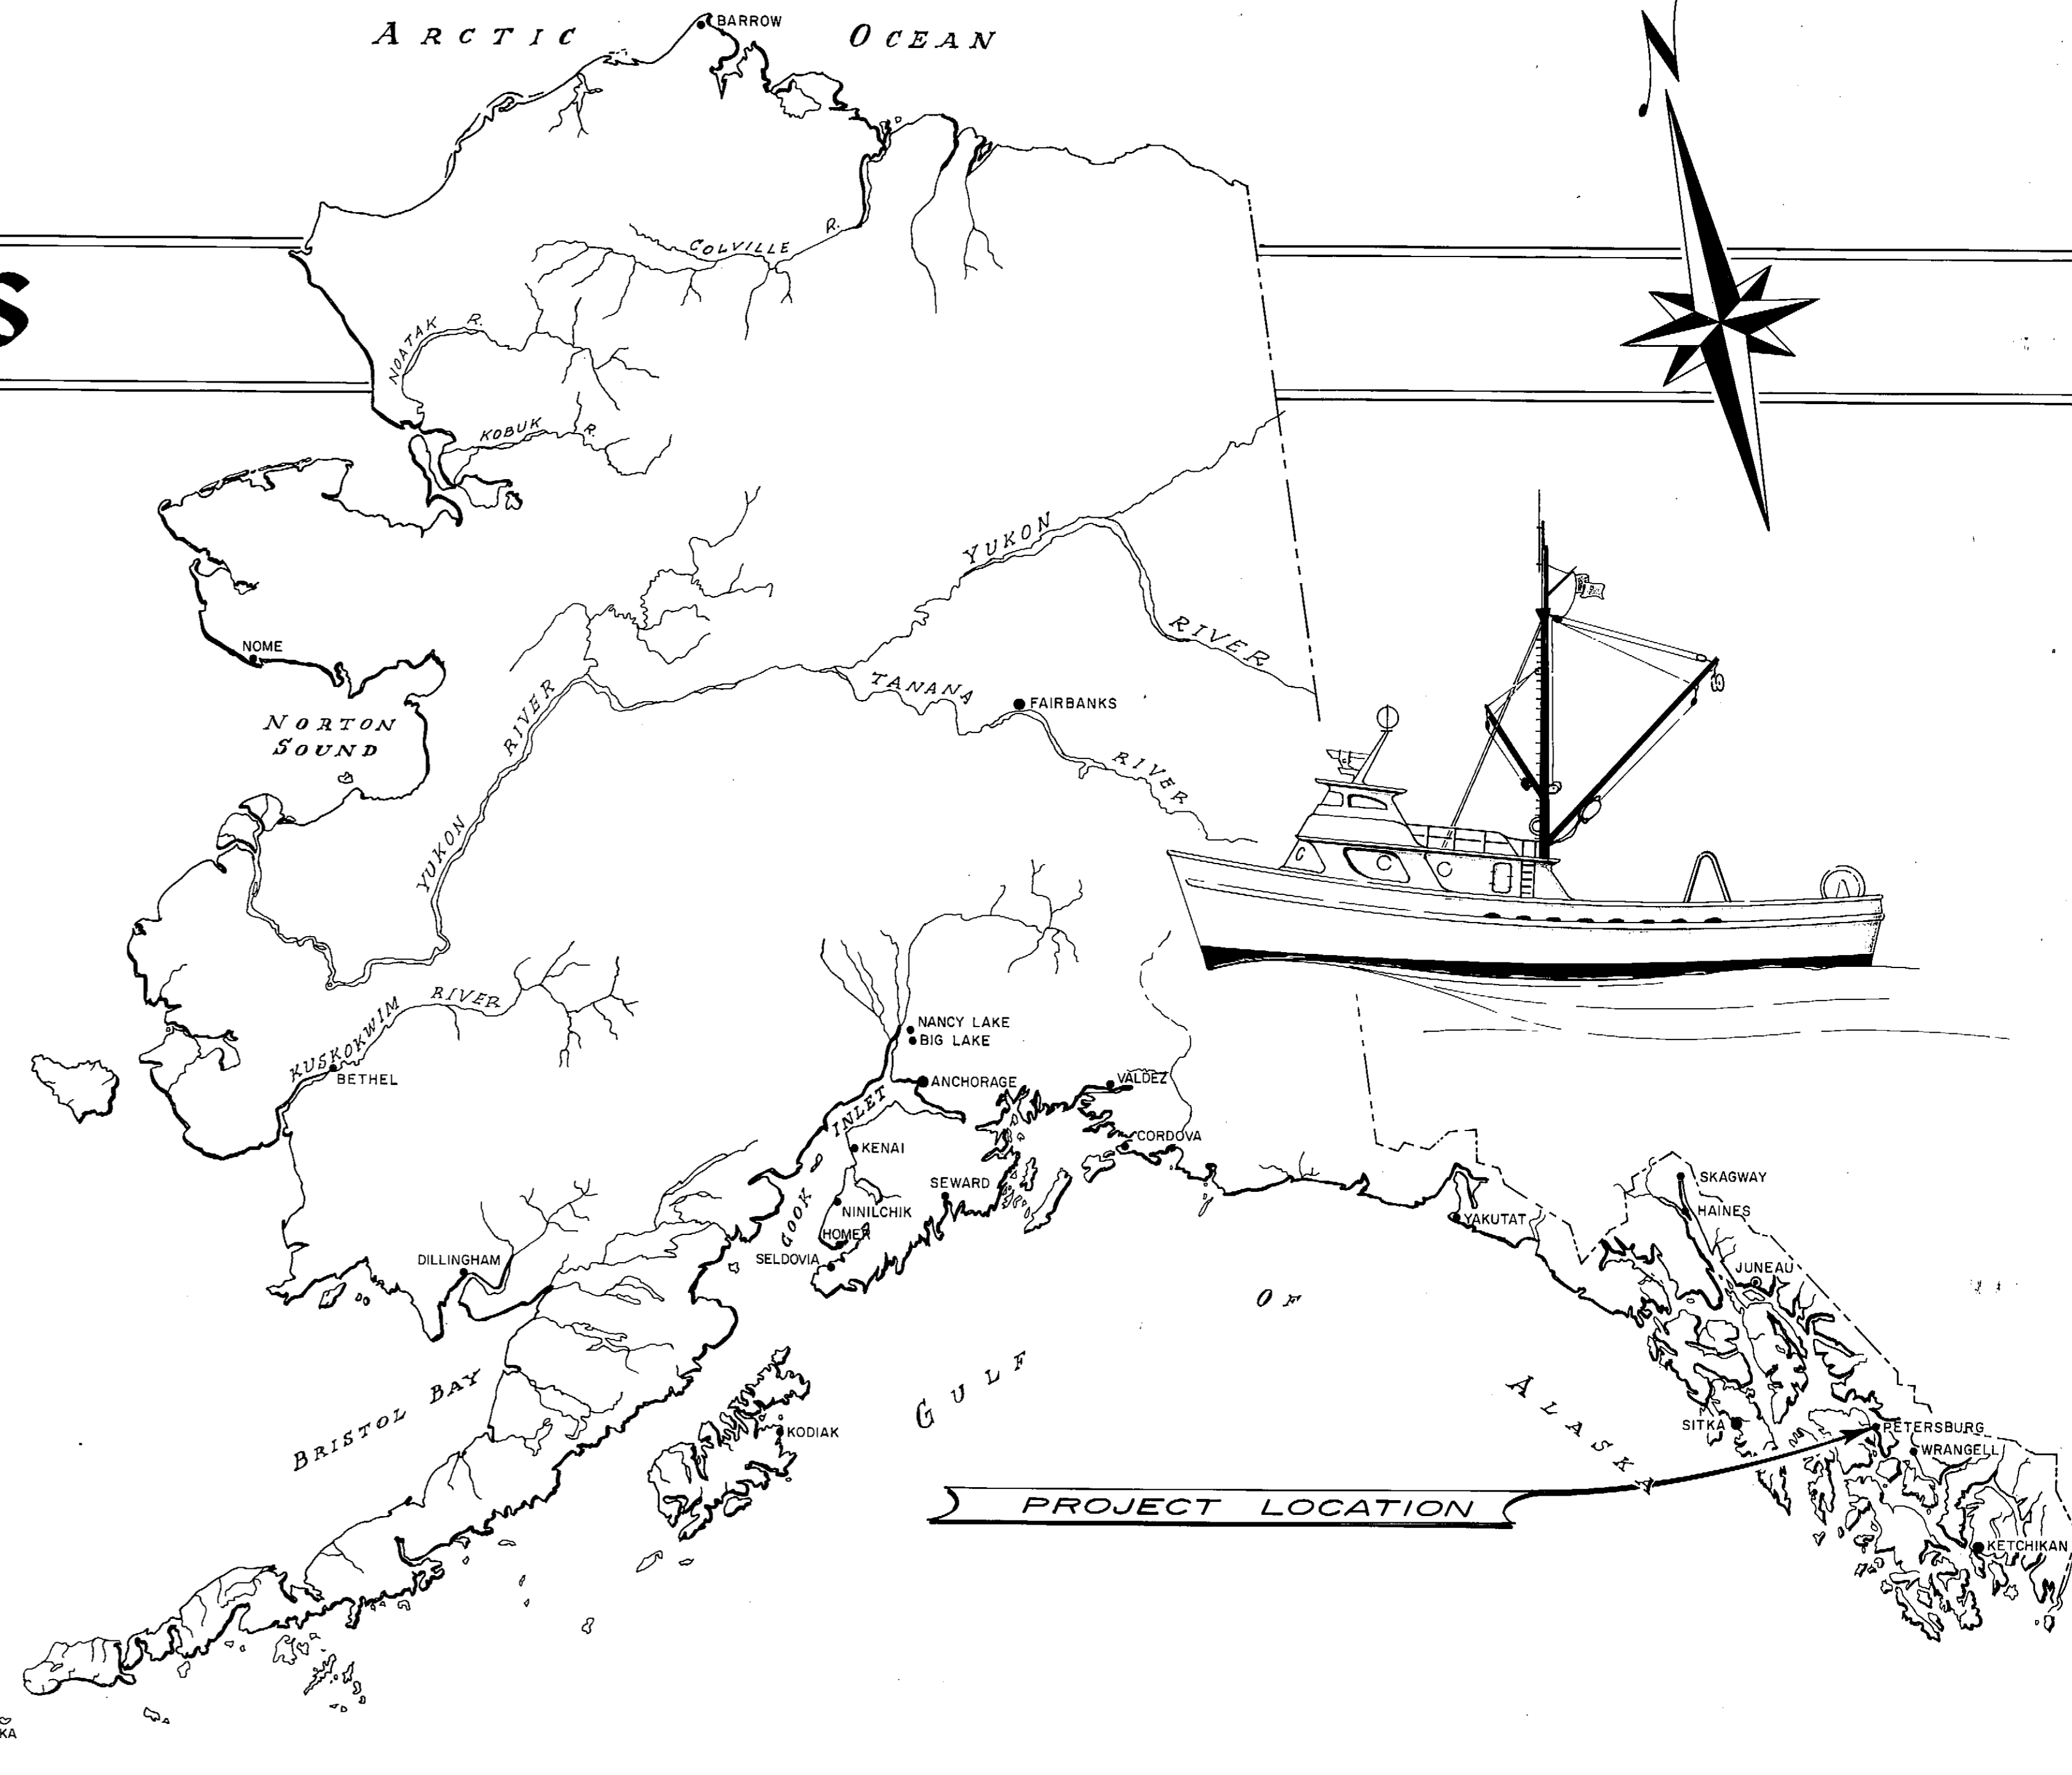 BARROW
ARCTIC OCEAN
N
S
COLVILLE R.
NOATAK R.
KOBUK R.
YUKON RIVER
NOME
NORTON
SOUND
TANANA RIVER
FAIRBANKS
YUKON RIVER
KUSKOKWIM RIVER
BETHEL
NANCY LAKE
BIG LAKE
ANCHORAGE
VALDEZ
COOK INLET
KENAI
CORDOVA
SEWARD
NINILCHIK
HOMER
SELDOVIA
DILLINGHAM
YAKUTAT
SKAGWAY
HAINES
JUNEAU
GULF OF ALASKA
BRISTOL BAY
KODIAK
SITKA
PETERSBURG
WRANGELL
PROJECT LOCATION
KETCHIKAN
KA